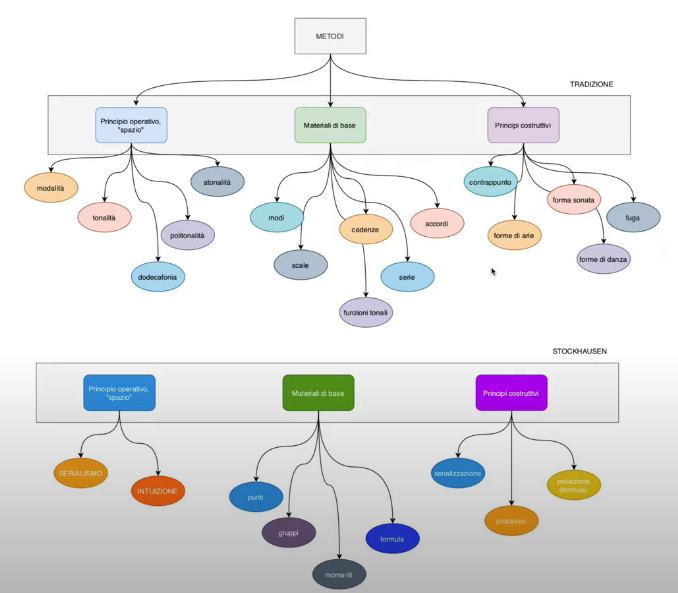 METODI
TRADIZIONE
Principio operativo,
"spazio"
Materiali di base
Principi costruttivi
modalità
tonalità
dodecafonia
politonalità
atonalità
modi
scale
cadenze
funzioni tonali
serie
accordi
contrappunto
forme di arie
forma sonata
forme di danza
fuga
STOCKHAUSEN
Principio operativo,
"spazio"
Materiali di base
Principi costruttivi
SERIALISMO
INTUIZIONE
punti
gruppi
momenti
formula
serializzazione
processo
proiezione
(formula)